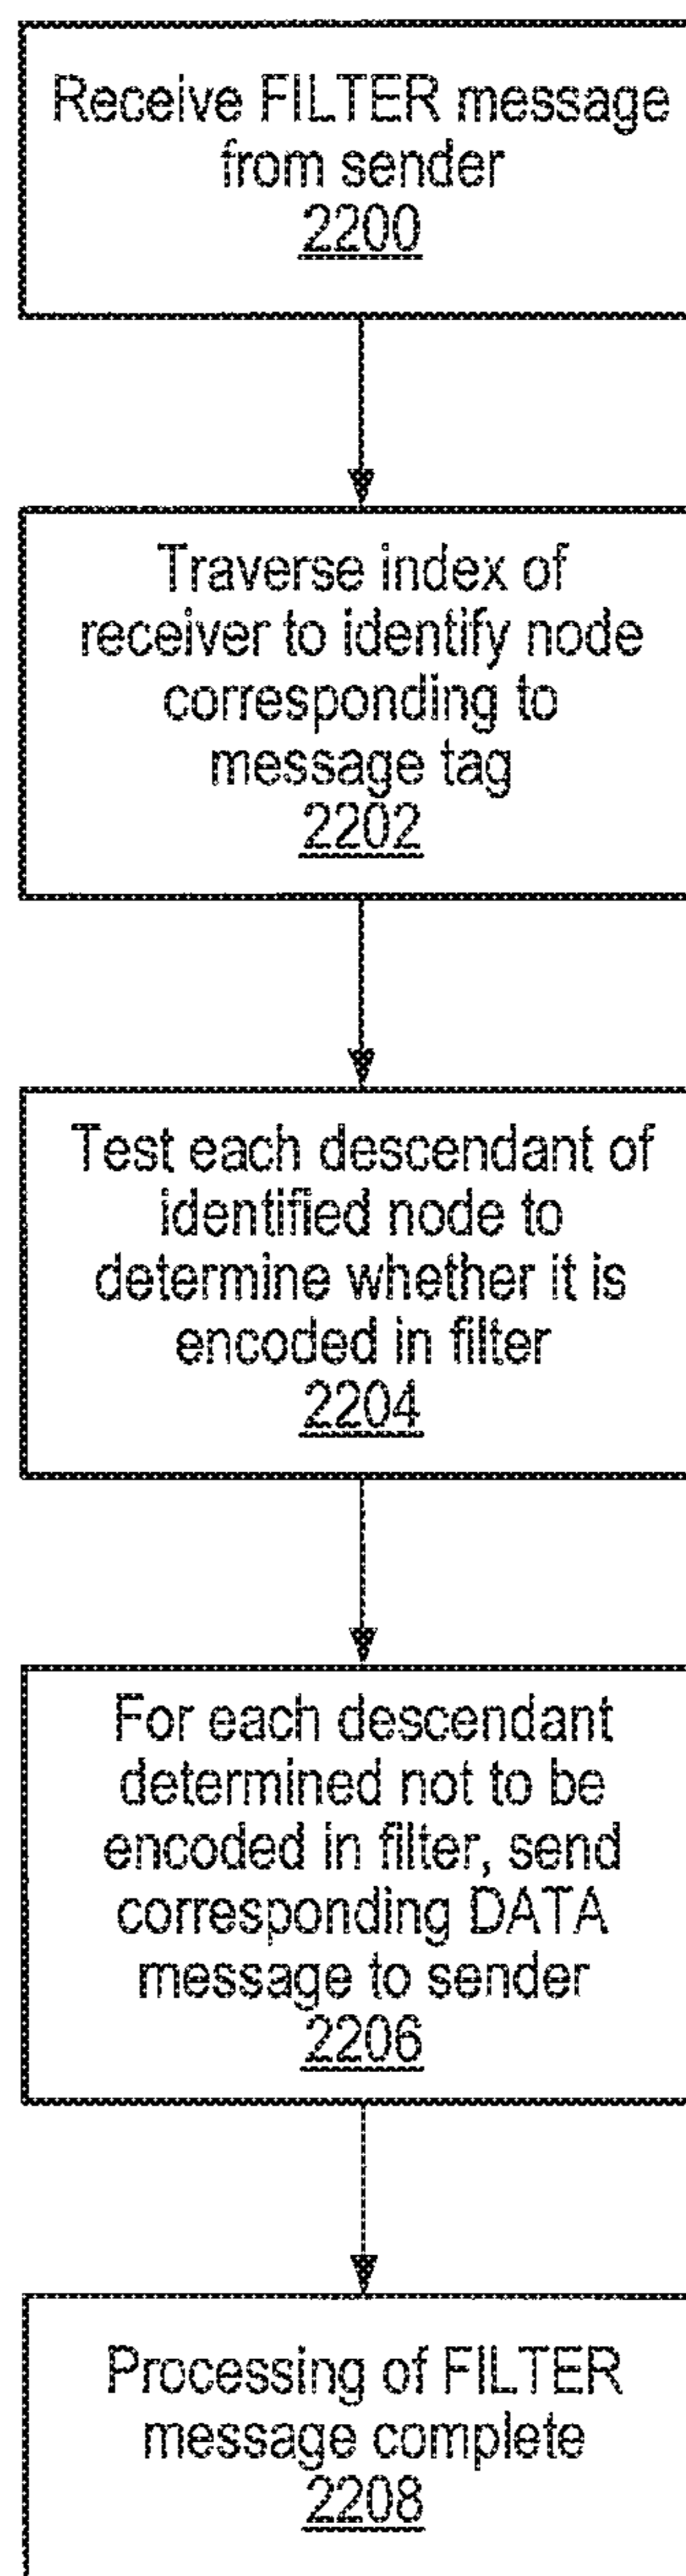 Receive FILTER message
from sender
2200
Traverse index of
receiver to identify node
corresponding to
message tag
2202
Test each descendant of
identified node to
determine whether it is
encoded in filter
2204
For each descendant
determined not to be
encoded in filter, send
corresponding DATA
message to sender
2206
Processing of FILTER
message complete
2208